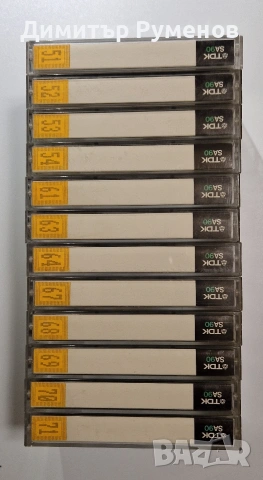 Димитър Руменов
51 TDK SA90
52 TDK SA90
53 TDK SA90
54 TDK SA90
61 TDK SA90
63 TDK SA90
64 TDK SA90
67 TDK SA90
68 TDK SA90
69 TDK SA90
70 TDK SA90
71 TDK SA90
bazar.bg